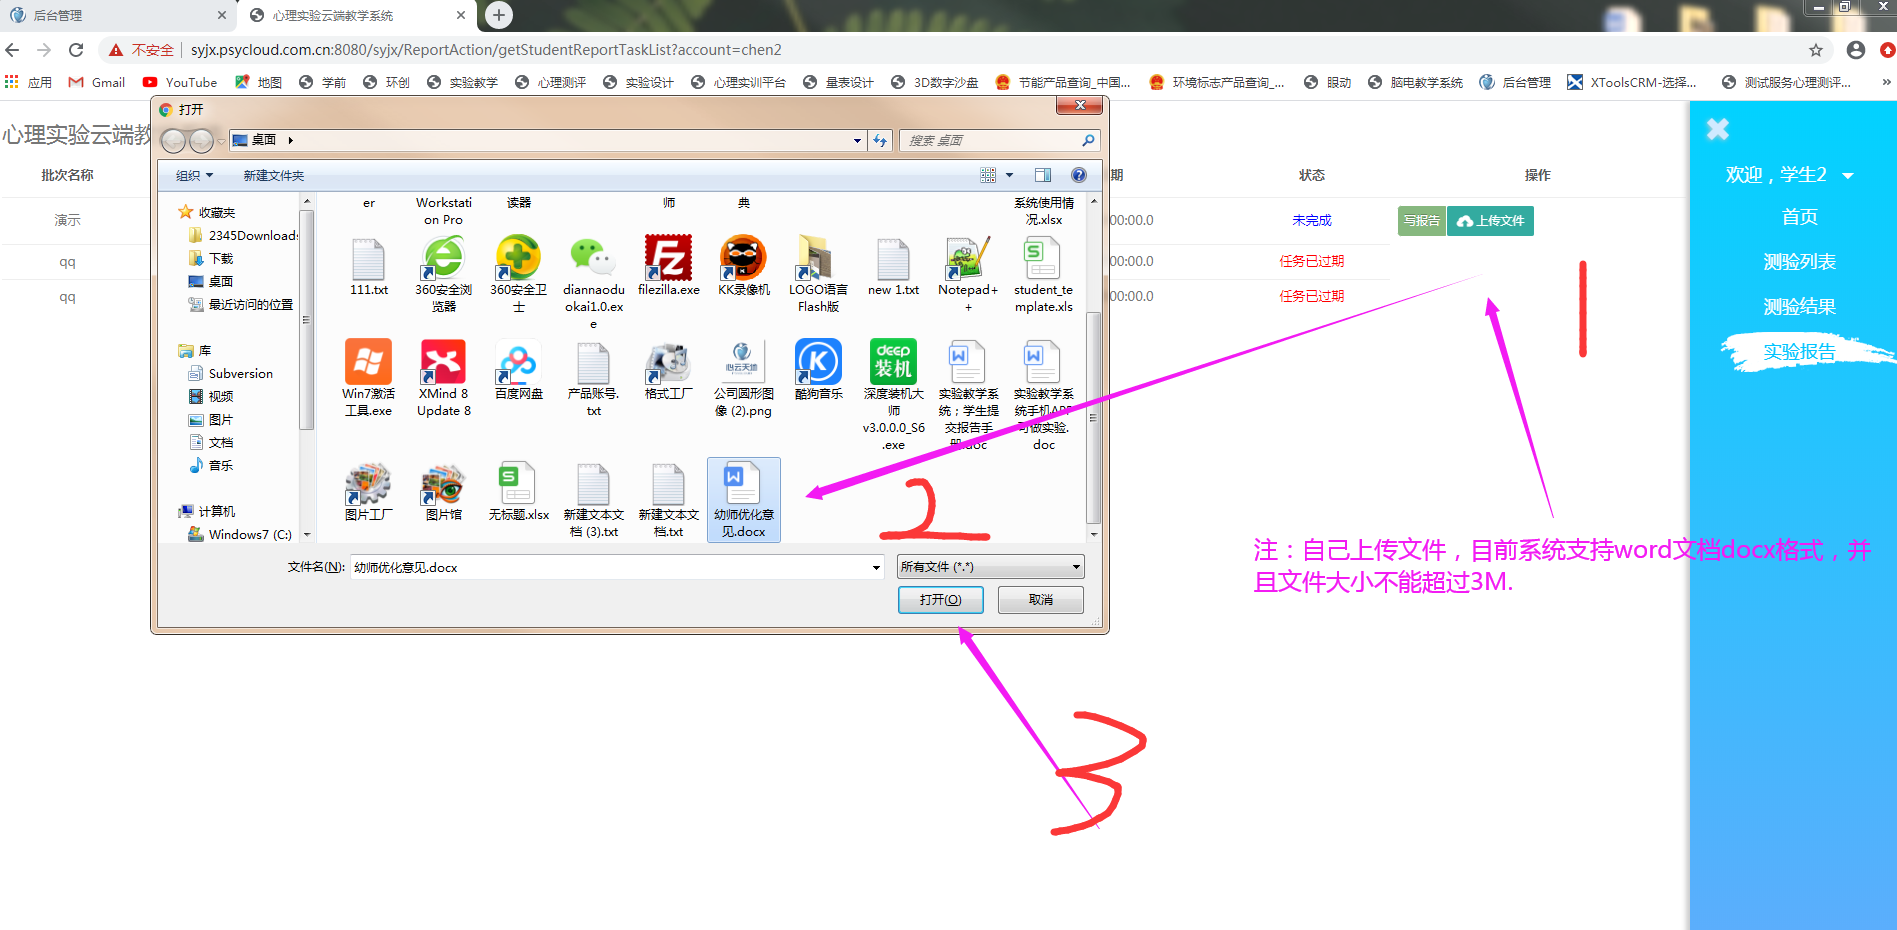 后台管理
心理实验云端教学系统
不安全
syjx.psycloud.com.cn:8080/syjx/ReportAction/getStudentReportTaskList?account=chen2
应用
Gmail
YouTube
地图
学前
环创
实验教学
心理测评
实验设计
心理实训平台
量表设计
3D数字沙盘
节能产品查询_中国...
环境标志产品查询_...
眼动
脑电教学系统
后台管理
XToolsCRM-选择...
测试服务心理测评...
»
心理实验云端教
批次名称
期
状态
操作
演示
00:00.0
未完成
写报告
上传文件
qq
00:00.0
任务已过期
qq
00:00.0
任务已过期
打开
桌面
搜索 桌面
组织
新建文件夹
收藏夹
2345Downloads
下载
桌面
最近访问的位置
库
Subversion
视频
图片
文档
音乐
计算机
Windows7 (C:)
er
Workstati
on Pro
读器
师
典
系统使用情
况.xlsx
111.txt
360安全浏
览器
360安全卫
士
diannaodu
okai1.0.ex
e
filezilla.exe
KK录像机
LOGO语言
Flash版
new 1.txt
Notepad+
+
student_te
mplate.xls
Win7激活
工具.exe
XMind 8
Update 8
百度网盘
产品账号.
txt
格式工厂
心云天地
公司圆形图
像 (2).png
酷狗音乐
deep
装机
深度装机大
师
v3.0.0.0_S6
.exe
实验教学系
统；学生提
交报告手
册.doc
实验教学系
统手机APP
可做实验.
doc
图片工厂
图片馆
无标题.xlsx
新建文本文
档 (3).txt
新建文本文
档.txt
幼师优化意
见.docx
文件名(N):
幼师优化意见.docx
所有文件 (*.*)
打开(O)
取消
欢迎，学生2
首页
测验列表
测验结果
实验报告
1
2
3
注：自己上传文件，目前系统支持word文档docx格式，并
且文件大小不能超过3M.